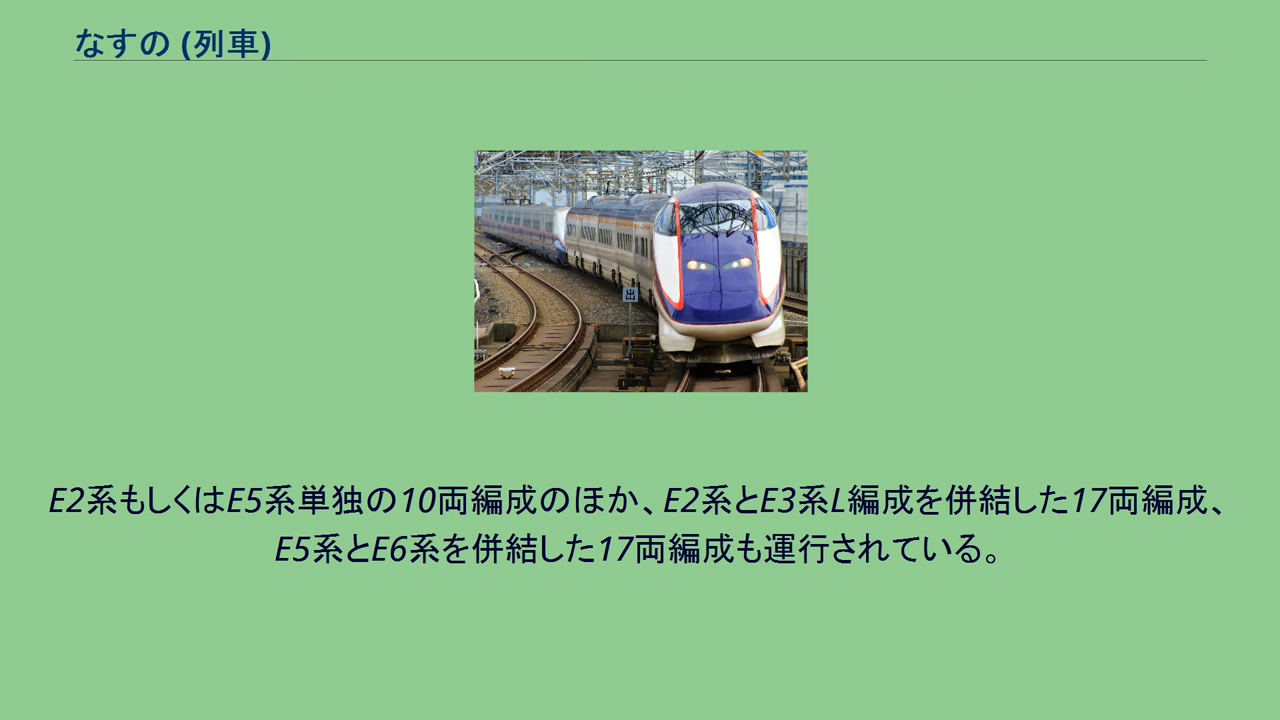 なすの (列車)
出
E2系もしくはE5系単独の10両編成のほか、E2系とE3系L編成を併結した17両編成、
E5系とE6系を併結した17両編成も運行されている。